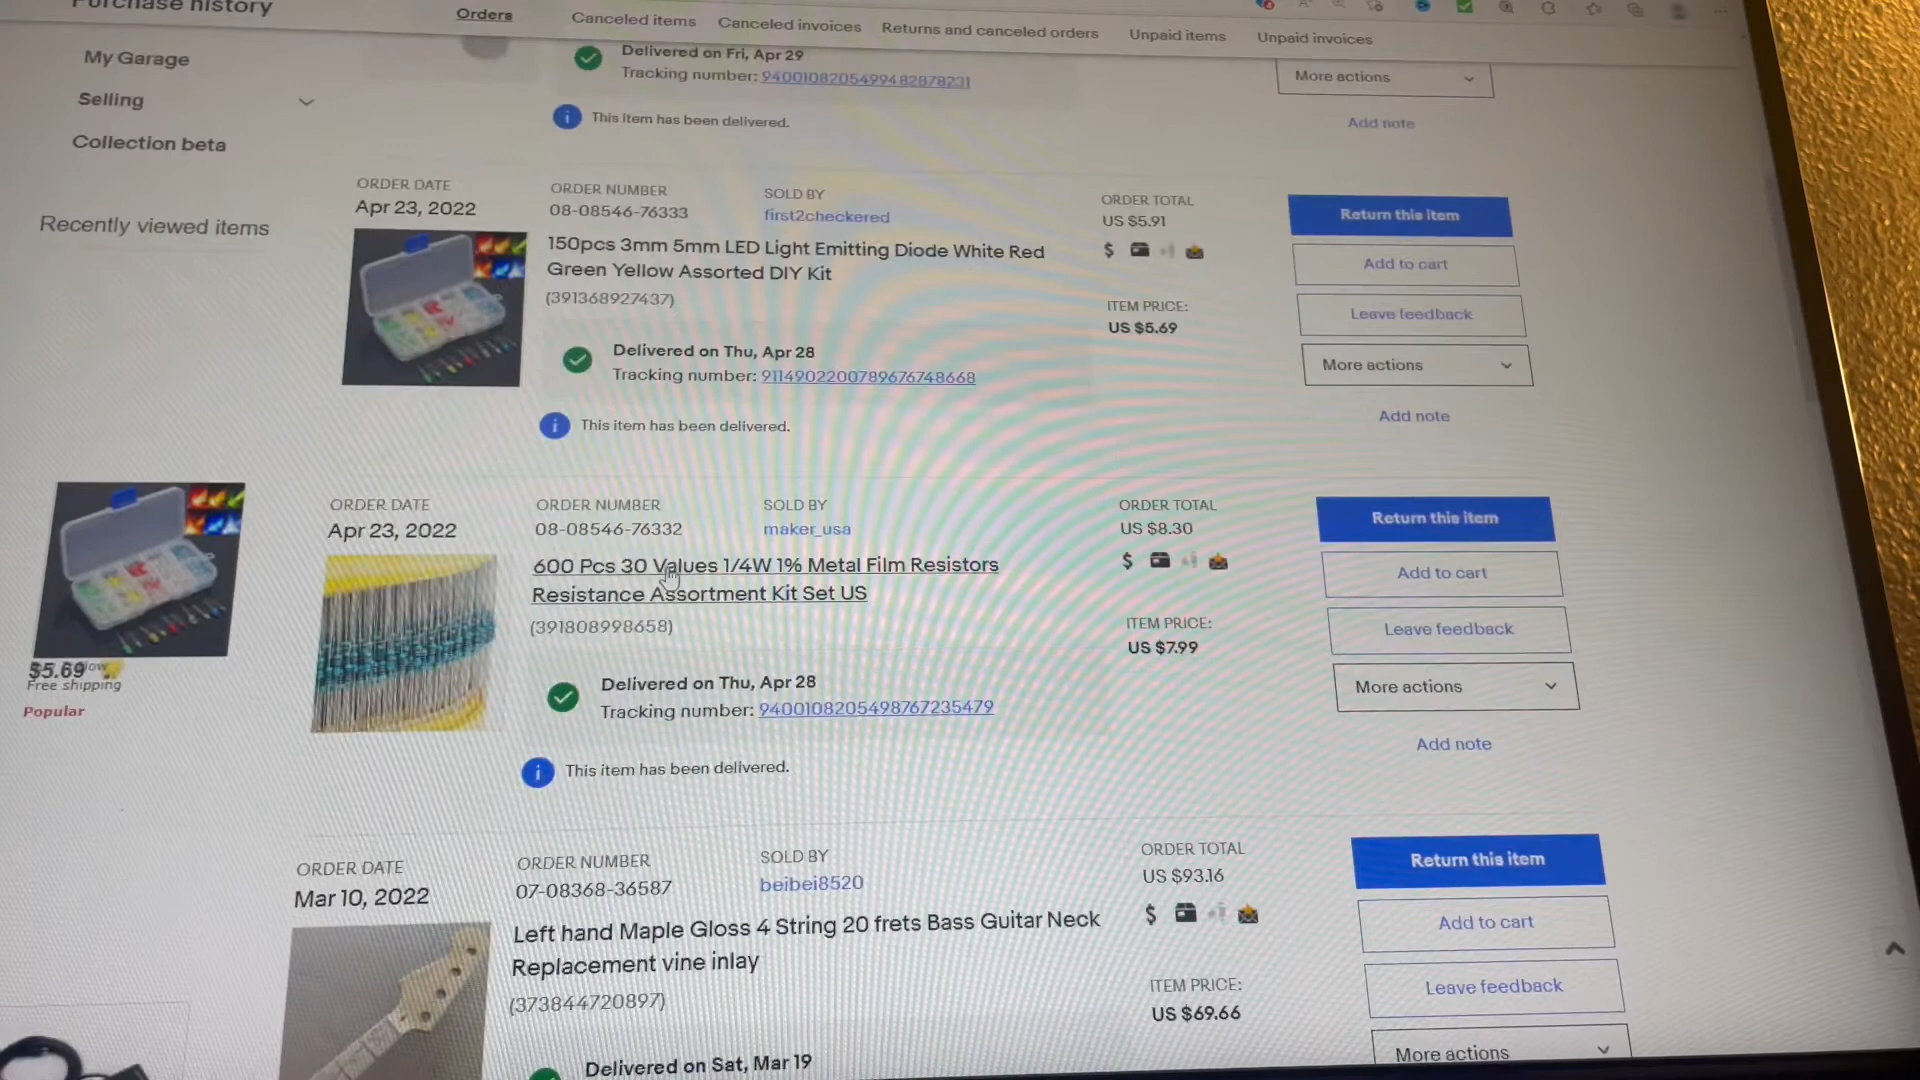 Purchase history
Orders
Canceled items
Canceled invoices
Returns and canceled orders
Unpaid items
Unpaid invoices
My Garage
Selling
Collection beta
Recently viewed items
$5.69
Free shipping
Popular
Delivered on Fri, Apr 29
Tracking number: 9400108205499482878231
This item has been delivered.
More actions
Add note
ORDER DATE
Apr 23, 2022
ORDER NUMBER
08-08546-76333
SOLD BY
first2checkered
ORDER TOTAL
US $5.91
150pcs 3mm 5mm LED Light Emitting Diode White Red
Green Yellow Assorted DIY Kit
(391368927437)
ITEM PRICE:
US $5.69
Delivered on Thu, Apr 28
Tracking number: 9114902200789676748668
This item has been delivered.
Return this item
Add to cart
Leave feedback
More actions
Add note
ORDER DATE
Apr 23, 2022
ORDER NUMBER
08-08546-76332
SOLD BY
maker_usa
ORDER TOTAL
US $8.30
600 Pcs 30 Values 1/4W 1% Metal Film Resistors
Resistance Assortment Kit Set US
(391808998658)
ITEM PRICE:
US $7.99
Delivered on Thu, Apr 28
Tracking number: 9400108205498767235479
This item has been delivered.
Return this item
Add to cart
Leave feedback
More actions
Add note
ORDER DATE
Mar 10, 2022
ORDER NUMBER
07-08368-36587
SOLD BY
beibei8520
ORDER TOTAL
US $93.16
Left hand Maple Gloss 4 String 20 frets Bass Guitar Neck
Replacement vine inlay
(373844720897)
ITEM PRICE:
US $69.66
Delivered on Sat, Mar 19
Return this item
Add to cart
Leave feedback
More actions